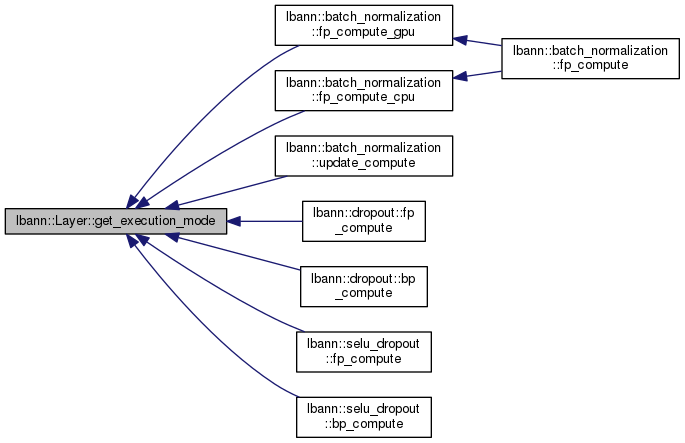 lbann::batch_normalization
::fp_compute_gpu
lbann::batch_normalization
::fp_compute
lbann::batch_normalization
::fp_compute_cpu
lbann::batch_normalization
::update_compute
lbann::Layer::get_execution_mode
lbann::dropout::fp
_compute
lbann::dropout::bp
_compute
lbann::selu_dropout
::fp_compute
lbann::selu_dropout
::bp_compute